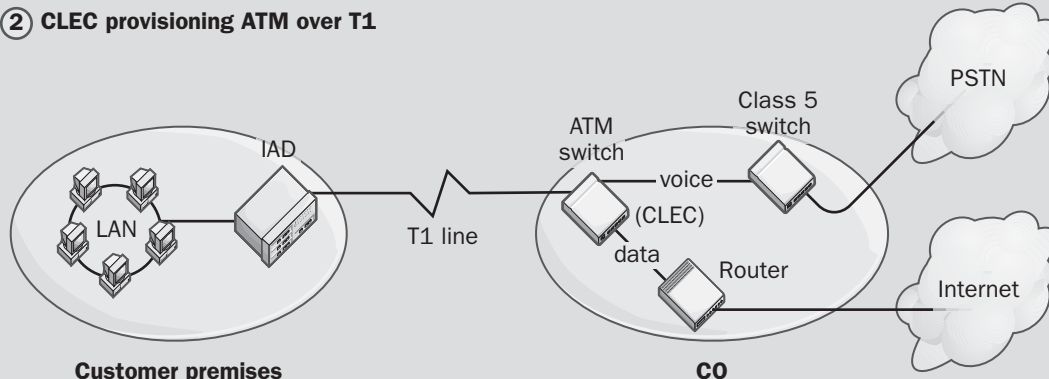 2 CLEC provisioning ATM over T1
PSTN
Class 5
switch
ATM
switch
IAD
voice
LAN
(CLEC)
T1 line
data
Router
Internet
Customer premises
CO